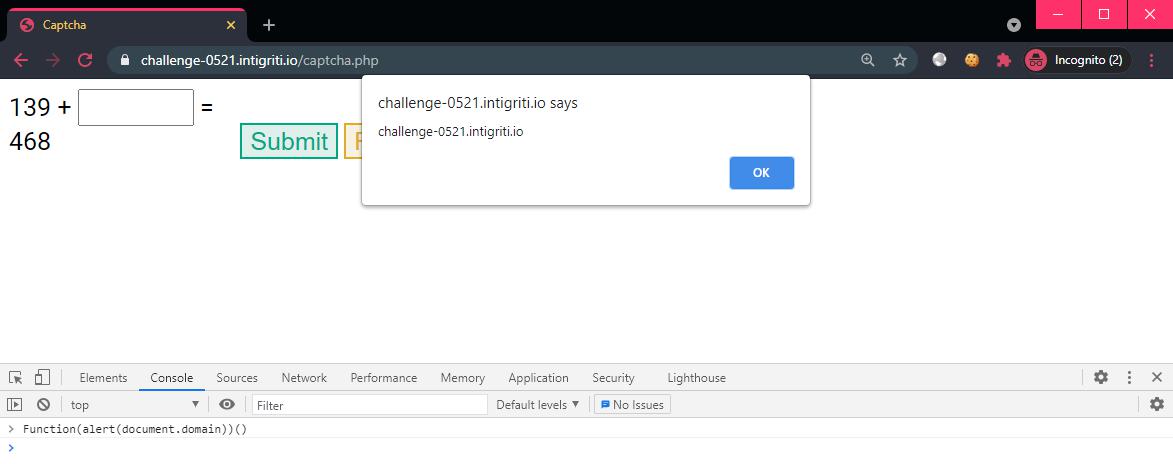 Captcha
challenge-0521.intigriti.io/captcha.php
Incognito (2)
139 + =
468
Submit
challenge-0521.intigriti.io says
challenge-0521.intigriti.io
OK
Elements Console Sources Network Performance Memory Application Security Lighthouse
top Filter Default levels No Issues
Function(alert(document.domain))()